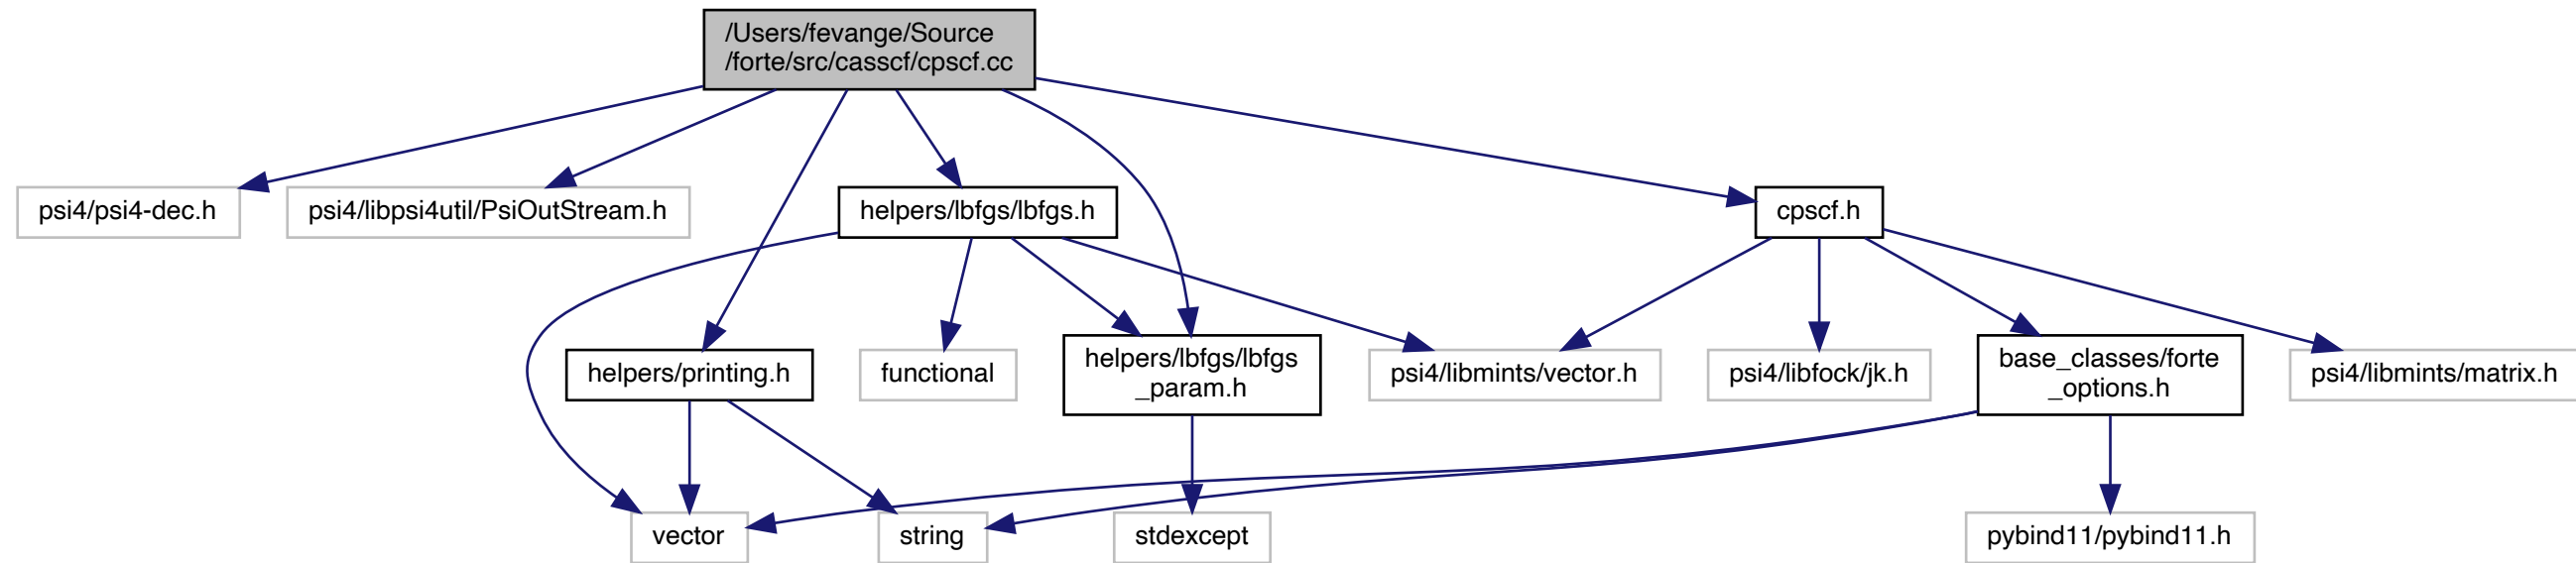 /Users/fevange/Source
/forte/src/casscf/cpscf.cc
psi4/psi4-dec.h
psi4/libpsi4util/PsiOutStream.h
helpers/lbfgs/lbfgs.h
cpscf.h
helpers/printing.h
functional
helpers/lbfgs/lbfgs
_param.h
psi4/libmints/vector.h
psi4/libfock/jk.h
base_classes/forte
_options.h
psi4/libmints/matrix.h
vector
string
stdexcept
pybind11/pybind11.h